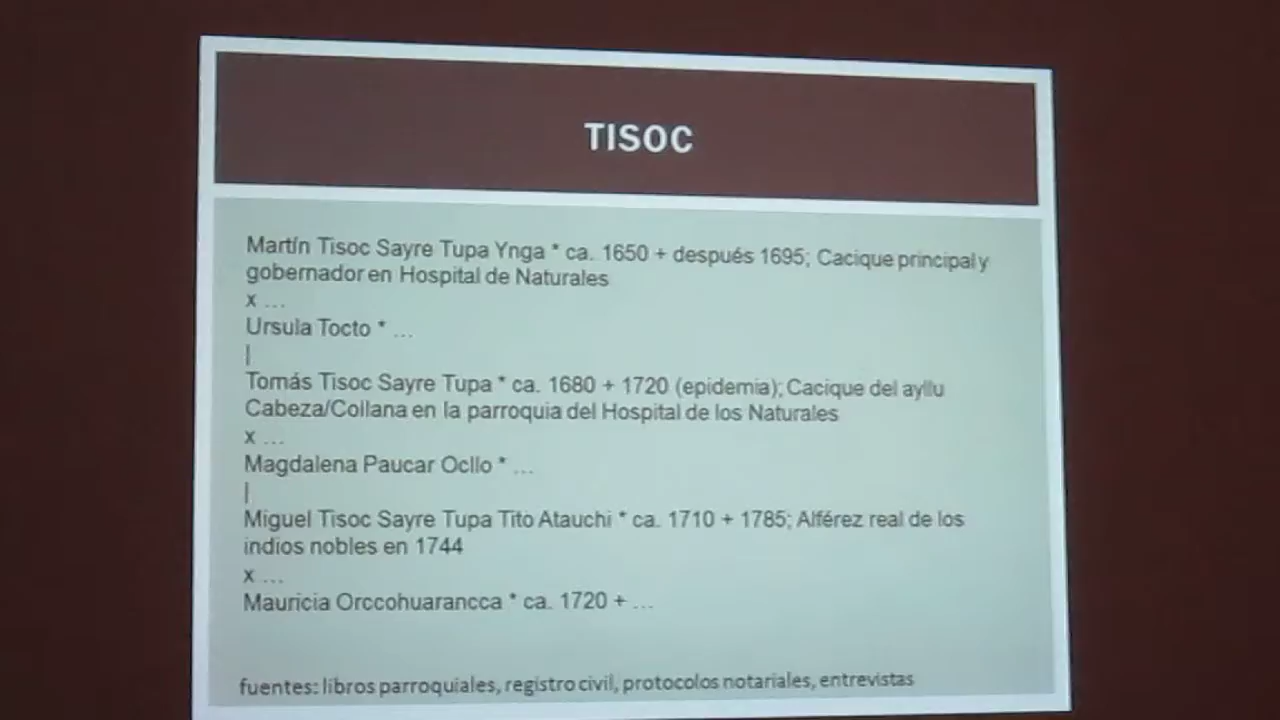 TISOC
Martín Tisoc Sayre Tupa Ynga * ca. 1650 + después 1695; Cacique principal y
gobernador en Hospital de Naturales
x ...
Ursula Tocto * ...
|
Tomás Tisoc Sayre Tupa * ca. 1680 + 1720 (epidemia); Cacique del ayllu
Cabeza/Collana en la parroquia del Hospital de los Naturales
x ...
Magdalena Paucar Ocllo * ...
|
Miguel Tisoc Sayre Tupa Tito Atauchi * ca. 1710 + 1785; Alférez real de los
indios nobles en 1744
x ...
Mauricia Orccohuarancca * ca. 1720 + ...
fuentes: libros parroquiales, registro civil, protocolos notariales, entrevistas